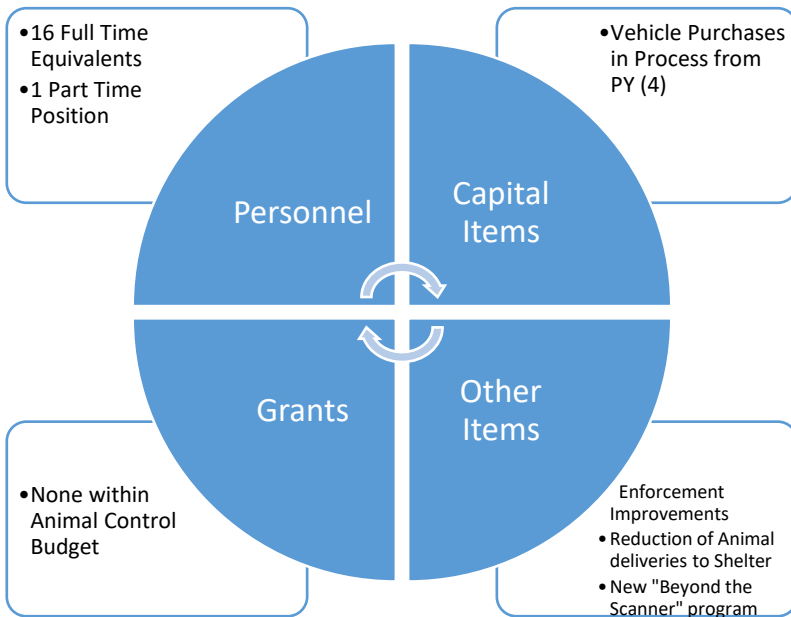 •16 Full Time
Equivalents
•1 Part Time
Position
•Vehicle Purchases
in Process from
PY (4)
Personnel
Capital
Items
Grants
Other
Items
•None within
Animal Control
Budget
Enforcement
Improvements
•Reduction of Animal
deliveries to Shelter
•New "Beyond the
Scanner" program